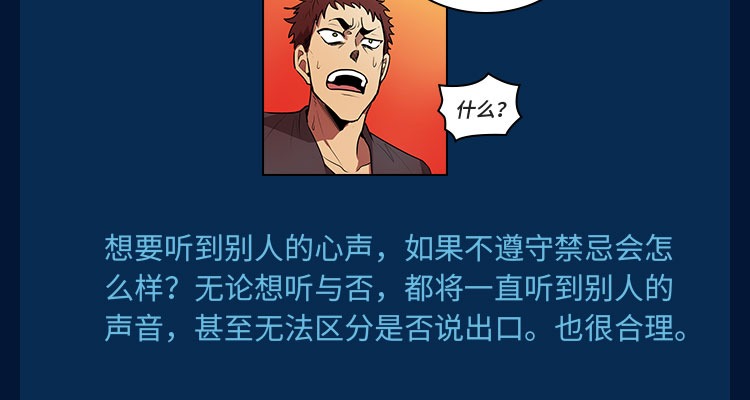 什么？
想要听到别人的心声，如果不遵守禁忌会怎
么样？无论想听与否，都将一直听到别人的
声音，甚至无法区分是否说出口。也很合理。